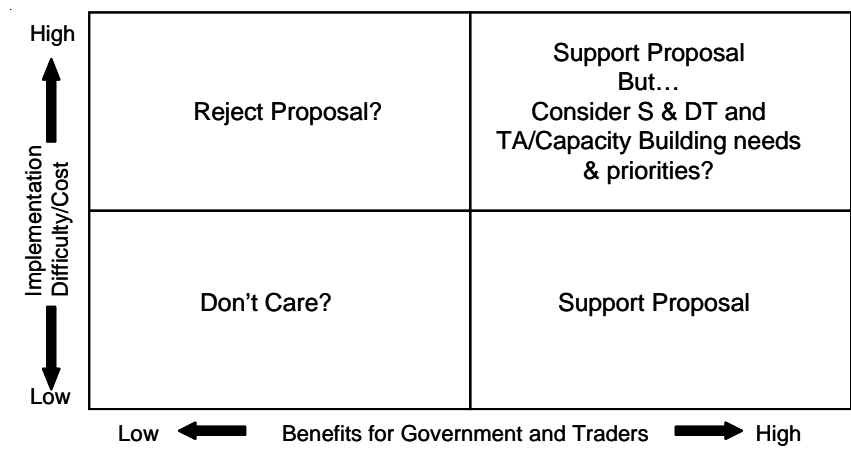 High
Support Proposal
But…
Reject Proposal?
Consider S & DT and
TA/Capacity Building needs
& priorities?
Implementation
Difficulty/Cost
Don’t Care?
Support Proposal
Low
Low
Benefits for Government and Traders
High